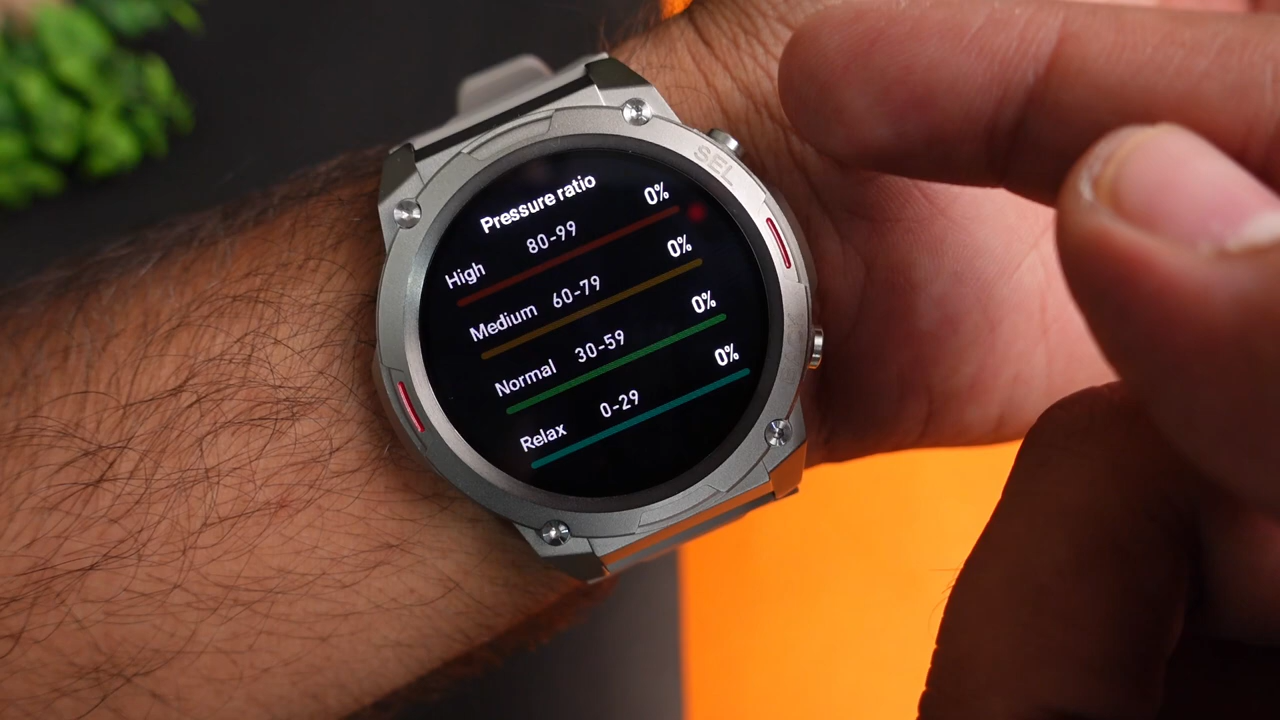 SEL
Pressure ratio
High 80-99 0%
Medium 60-79 0%
Normal 30-59 0%
Relax 0-29 0%